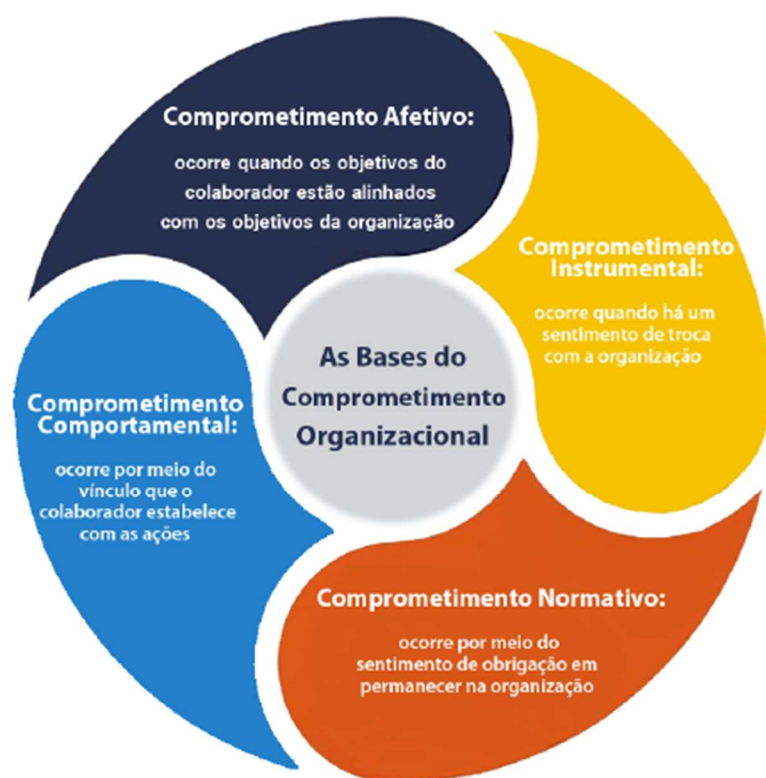 Comprometimento Afetivo:
ocorre quando os objetivos do
colaborador estão alinhados
com os objetivos da organização
Comprometimento
Instrumental:
ocorre quando há um
sentimento de troca
com a organização
As Bases do
Comprometimento
Organizacional
Comprometimento
Comportamental:
ocorre por meio do
vínculo que o
colaborador estabelece
com as ações
Comprometimento Normativo:
ocorre por meio do
sentimento de obrigação em
permanecer na organização